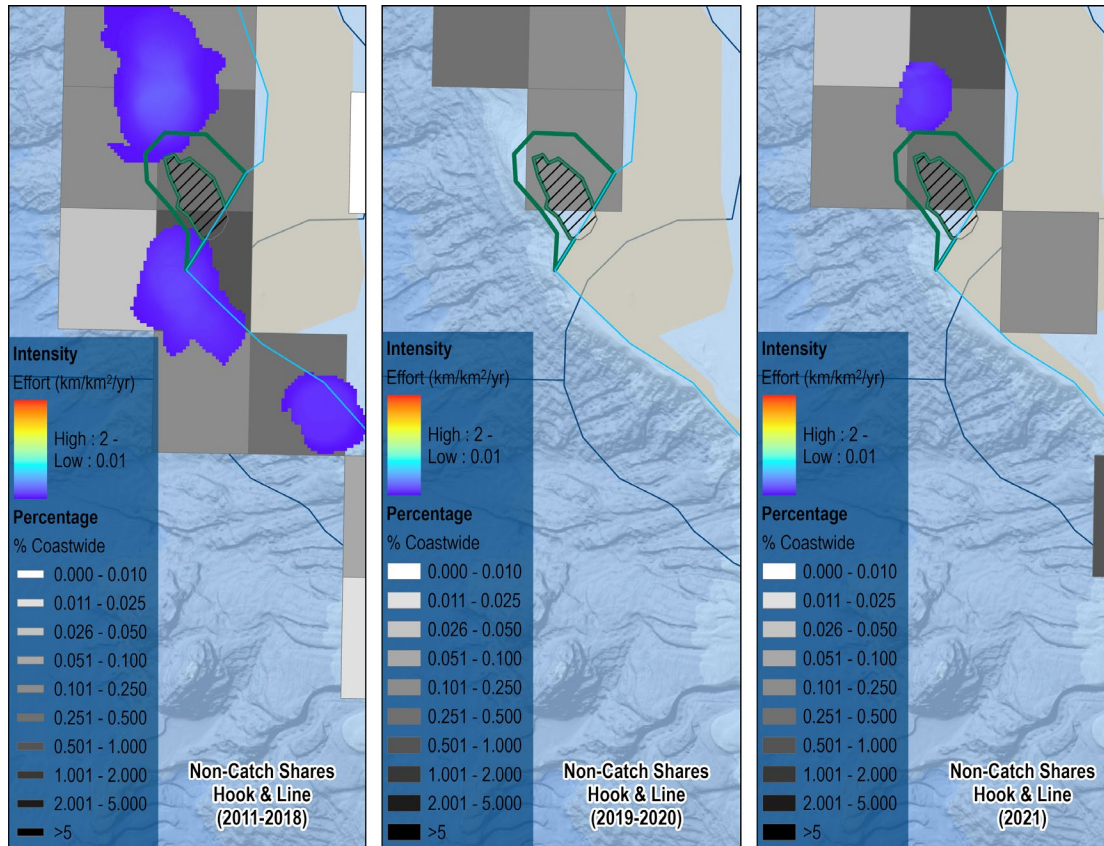 Intensity
Effort (km/km²/yr)
High : 2 -
Low : 0.01
Percentage
% Coastwide
0.000 - 0.010
0.011 - 0.025
0.026 - 0.050
0.051 - 0.100
0.101 - 0.250
0.251 - 0.500
0.501 - 1.000
1.001 - 2.000
2.001 - 5.000
>5
Non-Catch Shares
Hook & Line
(2011-2018)
Intensity
Effort (km/km²/yr)
High : 2 -
Low : 0.01
Percentage
% Coastwide
0.000 - 0.010
0.011 - 0.025
0.026 - 0.050
0.051 - 0.100
0.101 - 0.250
0.251 - 0.500
0.501 - 1.000
1.001 - 2.000
2.001 - 5.000
>5
Non-Catch Shares
Hook & Line
(2019-2020)
Intensity
Effort (km/km²/yr)
High : 2 -
Low : 0.01
Percentage
% Coastwide
0.000 - 0.010
0.011 - 0.025
0.026 - 0.050
0.051 - 0.100
0.101 - 0.250
0.251 - 0.500
0.501 - 1.000
1.001 - 2.000
2.001 - 5.000
>5
Non-Catch Shares
Hook & Line
(2021)